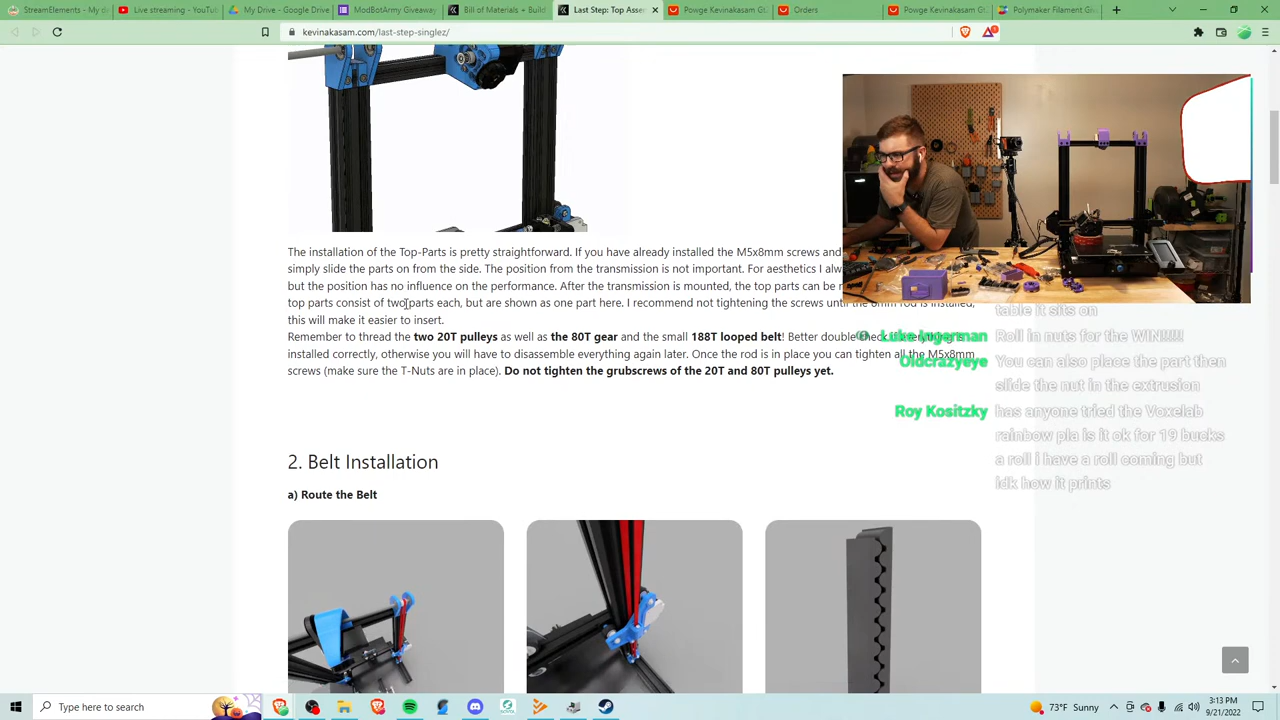 StreamElements - My da
Live streaming - YouTub
My Drive - Google Drive
ModBotArmy Giveaway
Bill of Materials + Build
Last Step: Top Asse
Powge Kevinakasam Gt
Orders
Powge Kevinakasam Gt
Polymaker Filament Giv
kevinakasam.com/last-step-singlez/
The installation of the Top-Parts is pretty straightforward. If you have already installed the M5x8mm screws and
simply slide the parts on from the side. The position from the transmission is not important. For aesthetics I alw
but the position has no influence on the performance. After the transmission is mounted, the top parts can be
top parts consist of two parts each, but are shown as one part here. I recommend not tightening the screws until the 8mm rod is installed,
this will make it easier to insert.
Remember to thread the two 20T pulleys as well as the 80T gear and the small 188T looped belt! Better double check if everything is
installed correctly, otherwise you will have to disassemble everything again later. Once the rod is in place you can tighten all the M5x8mm
screws (make sure the T-Nuts are in place). Do not tighten the grubscrews of the 20T and 80T pulleys yet.
table it sits on
Luke Ingerman Roll in nuts for the WIN!!!!!
Oldcrazyeye You can also place the part then
slide the nut in the extrusion
Roy Kositzky has anyone tried the Voxelab
rainbow pla is it ok for 19 bucks
a roll i have a roll coming but
idk how it prints
2. Belt Installation
a) Route the Belt
Type here to search
73°F Sunny
3:13 PM
9/21/2022